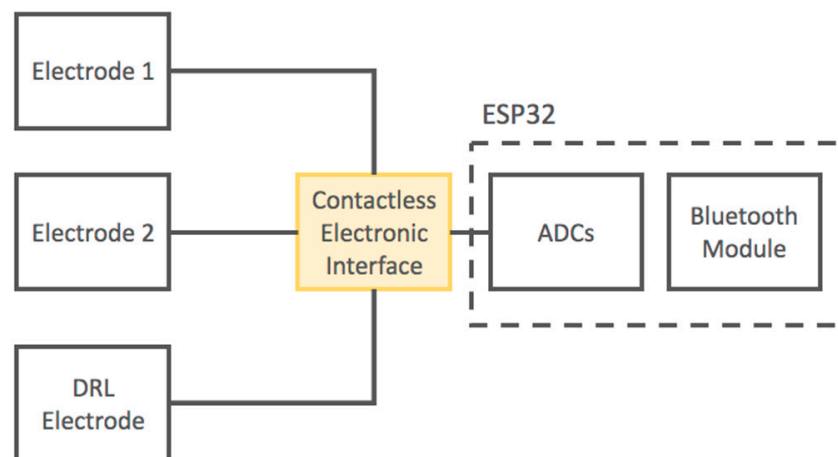 Electrode 1
ESP32
Contactless
Electronic
Interface
Electrode 2
ADCs
Bluetooth
Module
DRL
Electrode